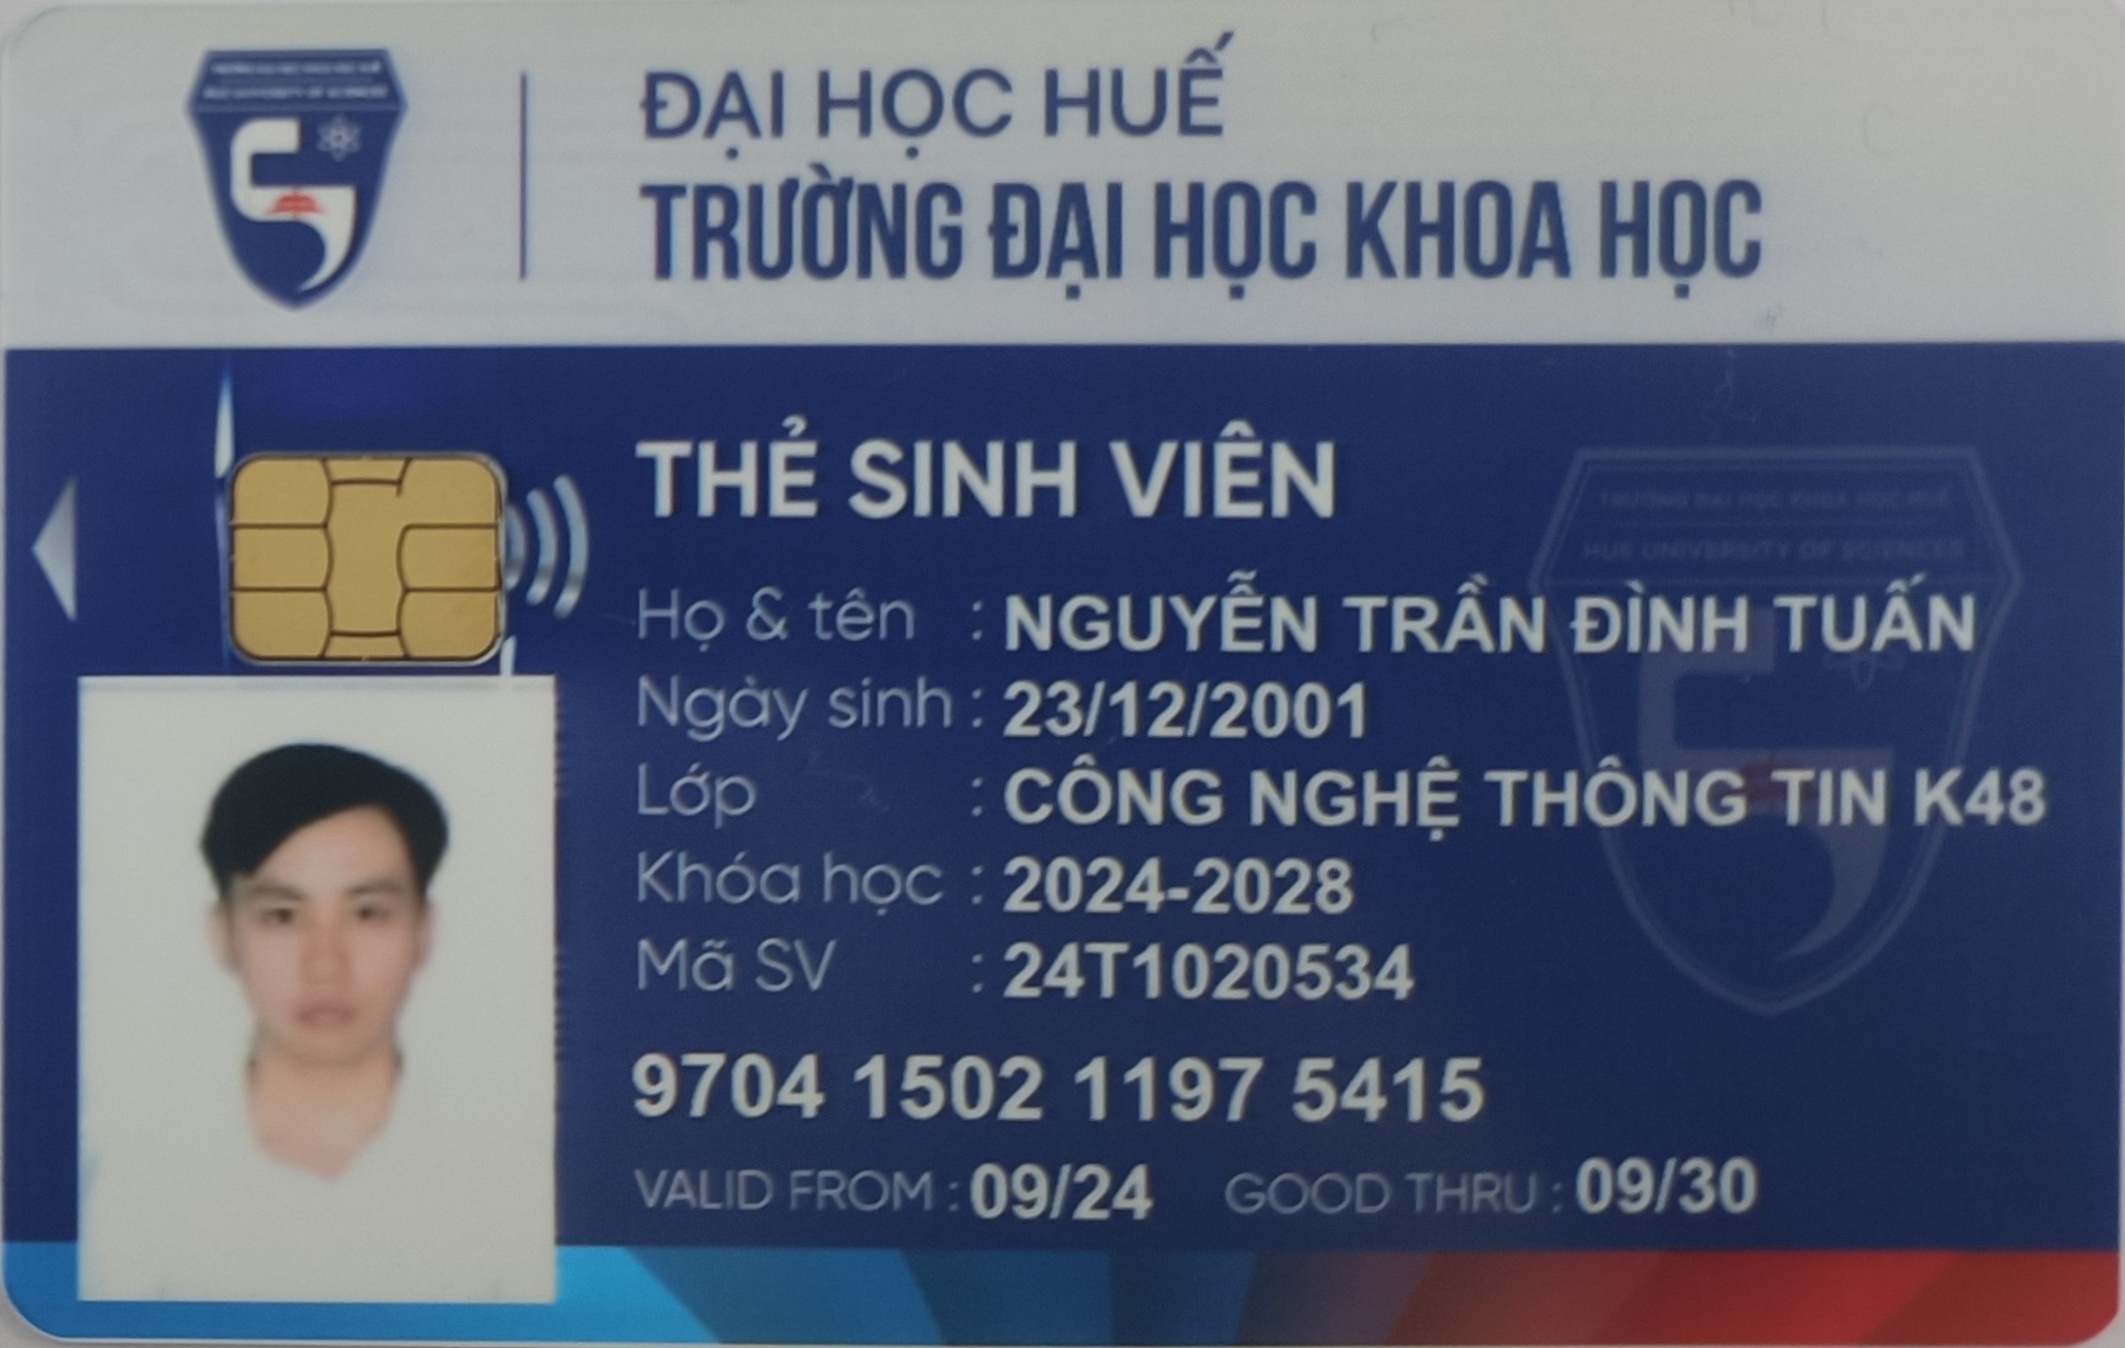 ĐẠI HỌC HUẾ
TRƯỜNG ĐẠI HỌC KHOA HỌC
THẺ SINH VIÊN
TRƯỜNG ĐẠI HỌC KHOA HỌC HUẾ
HUE UNIVERSITY OF SCIENCES
Họ & tên : NGUYỄN TRẦN ĐÌNH TUẤN
Ngày sinh : 23/12/2001
Lớp : CÔNG NGHỆ THÔNG TIN K48
Khóa học : 2024-2028
Mã SV : 24T1020534
9704 1502 1197 5415
VALID FROM : 09/24 GOOD THRU : 09/30